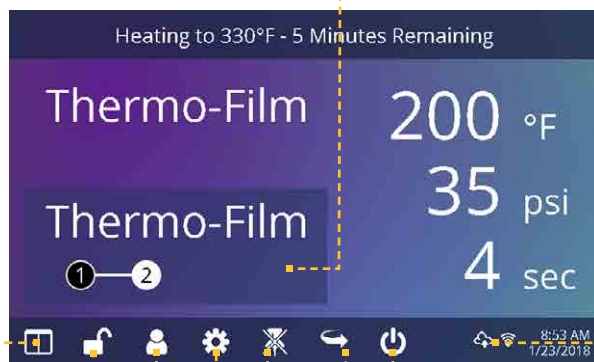 Heating to 330°F - 5 Minutes Remaining
Thermo-Film
200 °F
35 psi
Thermo-Film
1 2
4 sec
8:53 AM
1/23/2018